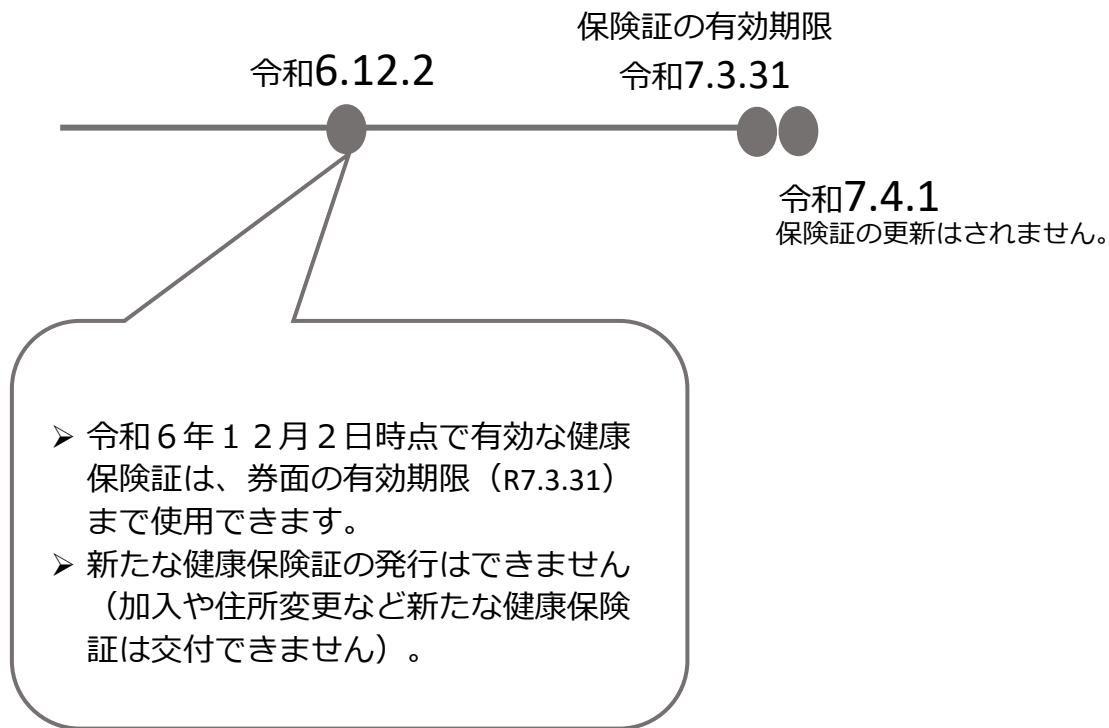 保険証の有効期限
令和6.12.2
令和7.3.31
令和7.4.1
保険証の更新はされません。
➢ 令和６年１２月２日時点で有効な健康
保険証は、券面の有効期限（R7.3.31）
まで使用できます。
➢ 新たな健康保険証の発行はできません
（加入や住所変更など新たな健康保険
証は交付できません）。